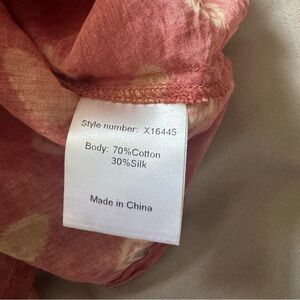 Style number: X16445
Body: 70%Cotton
30%Silk
Made in China